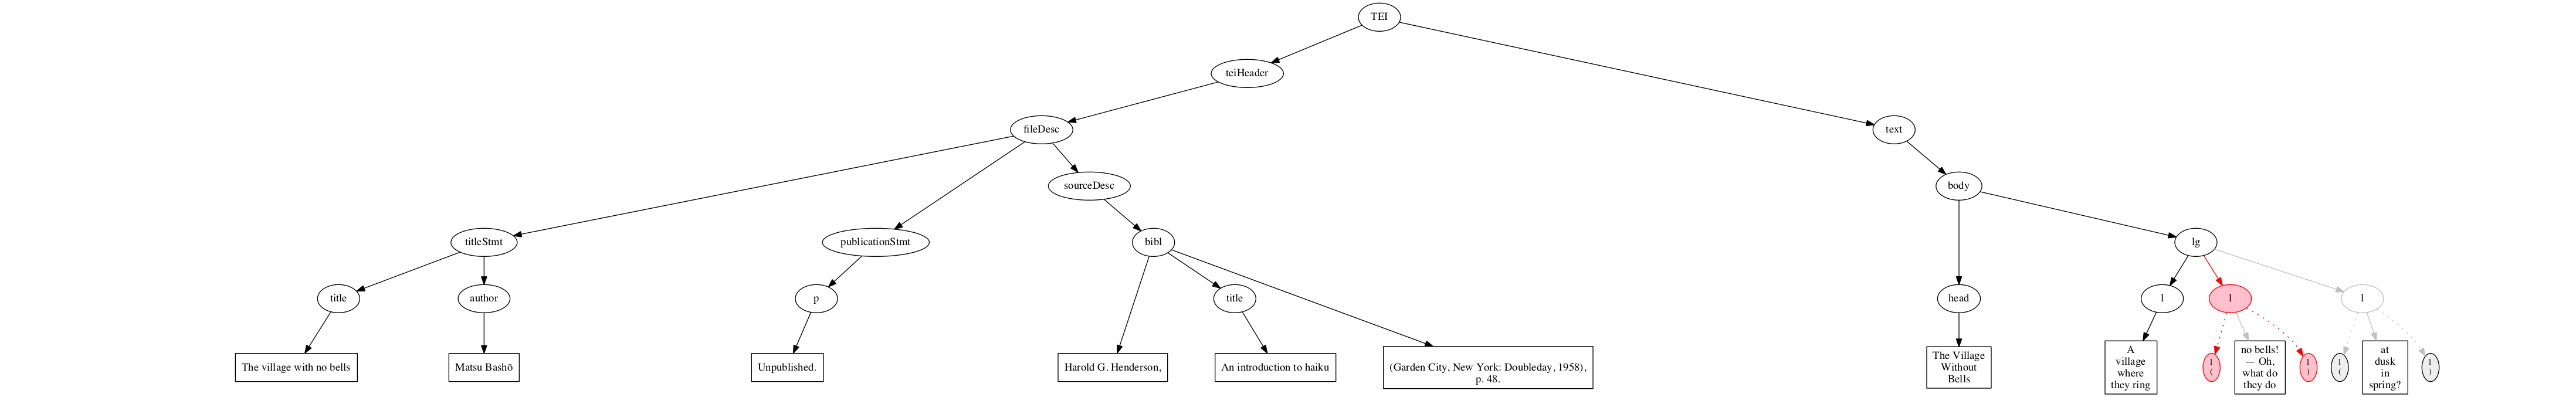 TEI
teiHeader
fileDesc
text
sourceDesc
body
titleStmt
publicationStmt
bibl
lg
title
author
p
title
head
l
l
l
The village with no bells
Matsu Bashō
Unpublished.
Harold G. Henderson,
An introduction to haiku
(Garden City, New York: Doubleday, 1958),
p. 48.
The Village
Without
Bells
A
village
where
they ring
l
(
no bells!
— Oh,
what do
they do
l
)
l
(
at
dusk
in
spring?
l
)